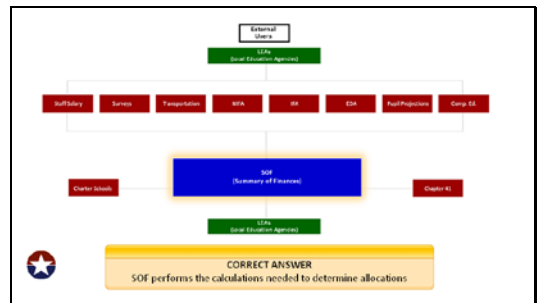 External
Users
LEAs
(Local Education Agencies)
Staff Salary
Surveys
Transportation
NIFA
IFA
EDA
Pupil Projections
Comp. Ed.
SOF
(Summary of Finances)
Charter Schools
Chapter 41
LEAs
(Local Education Agencies)
CORRECT ANSWER
SOF performs the calculations needed to determine allocations